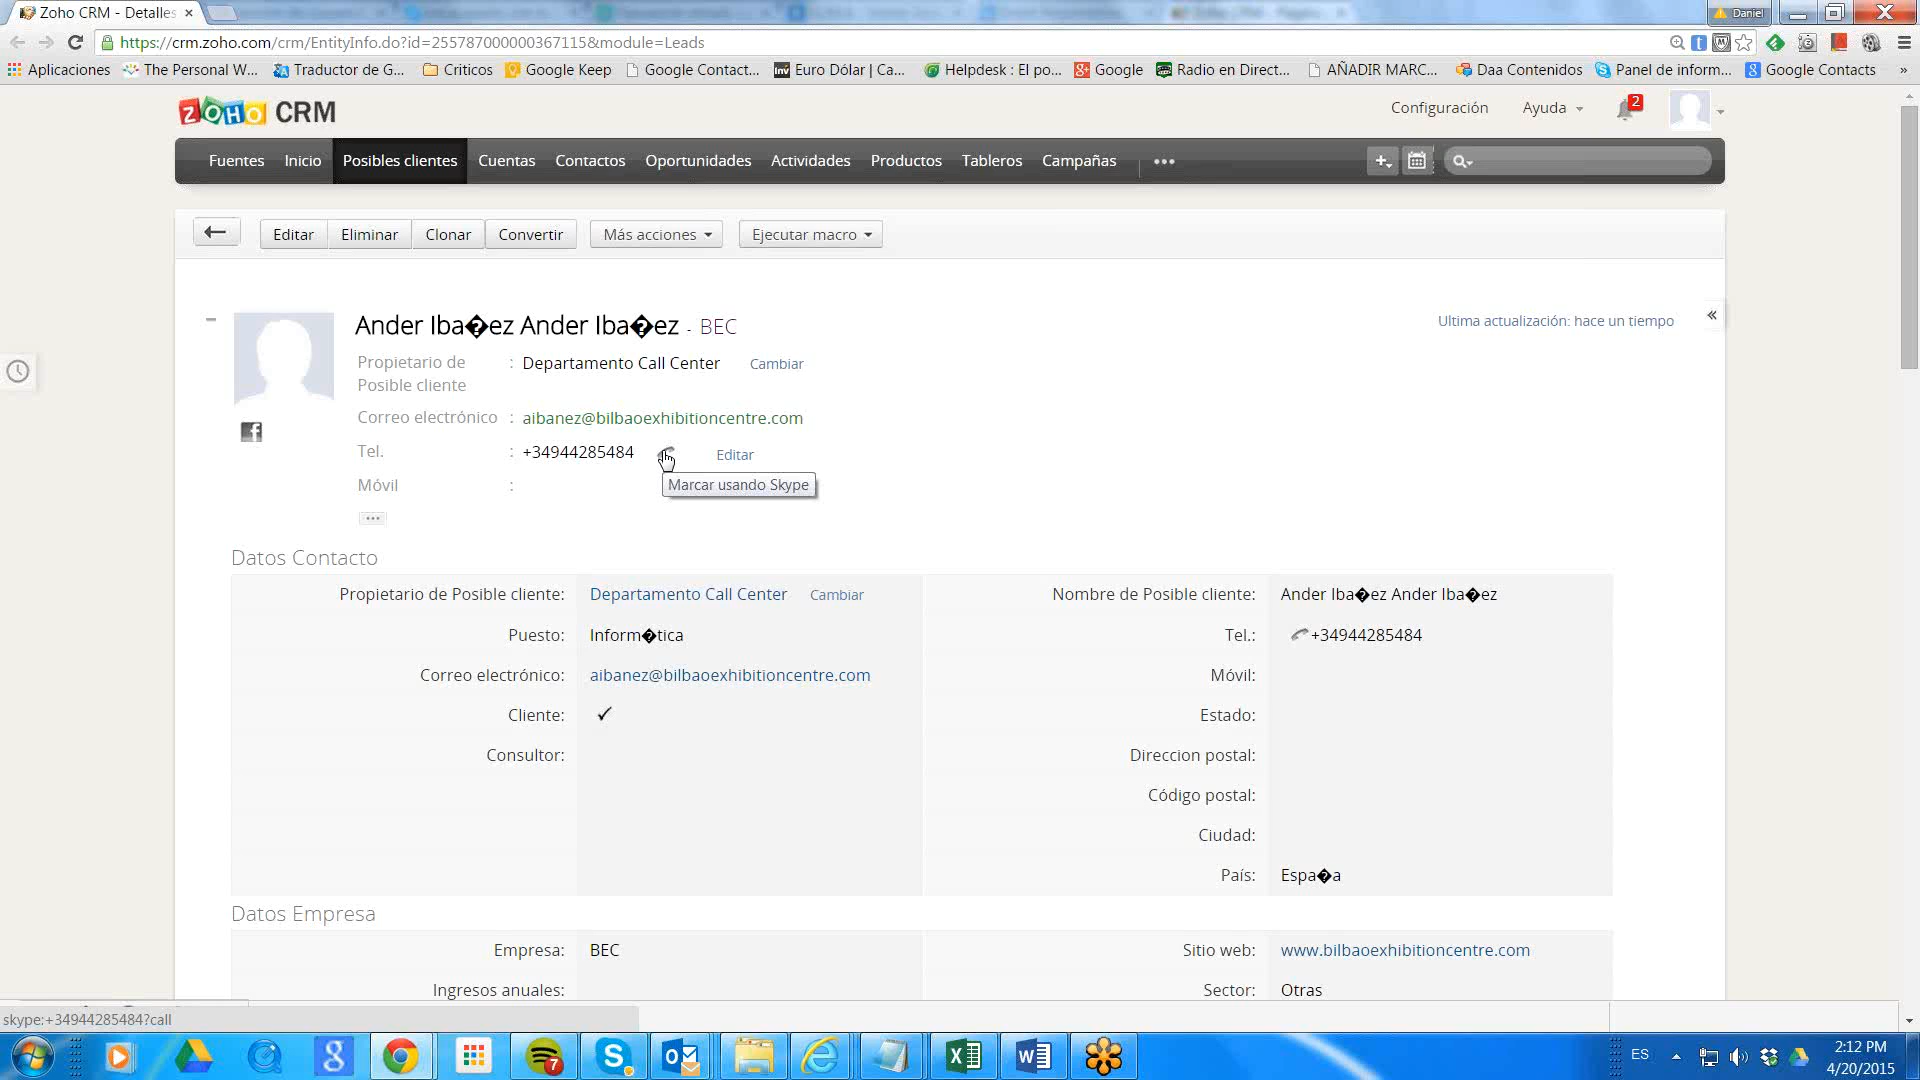 Zoho CRM - Detalles
Daniel
https://crm.zoho.com/crm/EntityInfo.do?id=255787000000367115&module=Leads
Aplicaciones The Personal W... Traductor de G... Criticos Google Keep Google Contact... Euro Dólar | Ca... Helpdesk : El po... Google Radio en Direct... AÑADIR MARC... Daa Contenidos Panel de inform... Google Contacts »
ZOHO CRM
Configuración Ayuda 2
Fuentes Inicio Posibles clientes Cuentas Contactos Oportunidades Actividades Productos Tableros Campañas •••
Editar Eliminar Clonar Convertir Más acciones Ejecutar macro
Ander Iba�ez Ander Iba�ez - BEC
Ultima actualización: hace un tiempo «
Propietario de Posible cliente : Departamento Call Center Cambiar
Correo electrónico : aibanez@bilbaoexhibitioncentre.com
Tel. : +34944285484 Editar
Marcar usando Skype
Móvil :
•••
Datos Contacto
Propietario de Posible cliente: Departamento Call Center Cambiar Nombre de Posible cliente: Ander Iba�ez Ander Iba�ez
Puesto: Inform�tica Tel.: +34944285484
Correo electrónico: aibanez@bilbaoexhibitioncentre.com Móvil:
Cliente: ✓ Estado:
Consultor: Direccion postal:
Código postal:
Ciudad:
País: Espa�a
Datos Empresa
Empresa: BEC Sitio web: www.bilbaoexhibitioncentre.com
Ingresos anuales: Sector: Otras
skype:+34944285484?call
7
ES
2:12 PM
4/20/2015